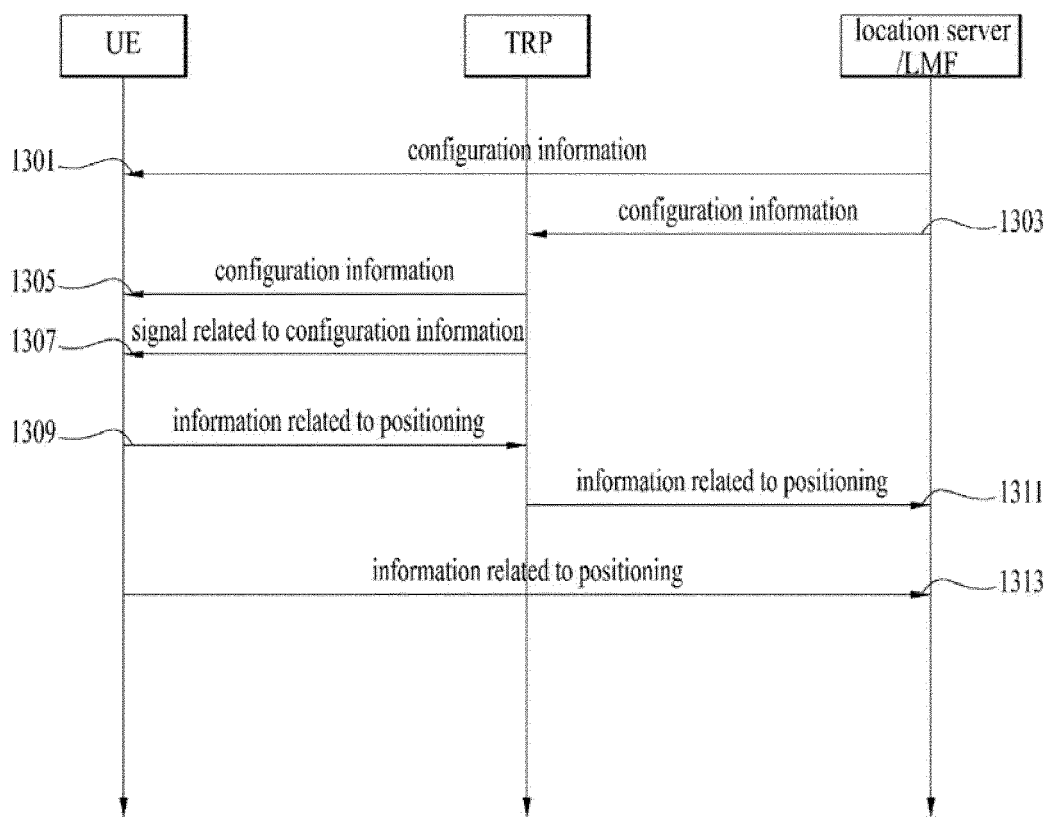 UE
TRP
location server
/LMF
1301
configuration information
configuration information
1303
1305
configuration information
1307
signal related to configuration information
1309
information related to positioning
information related to positioning
1311
information related to positioning
1313